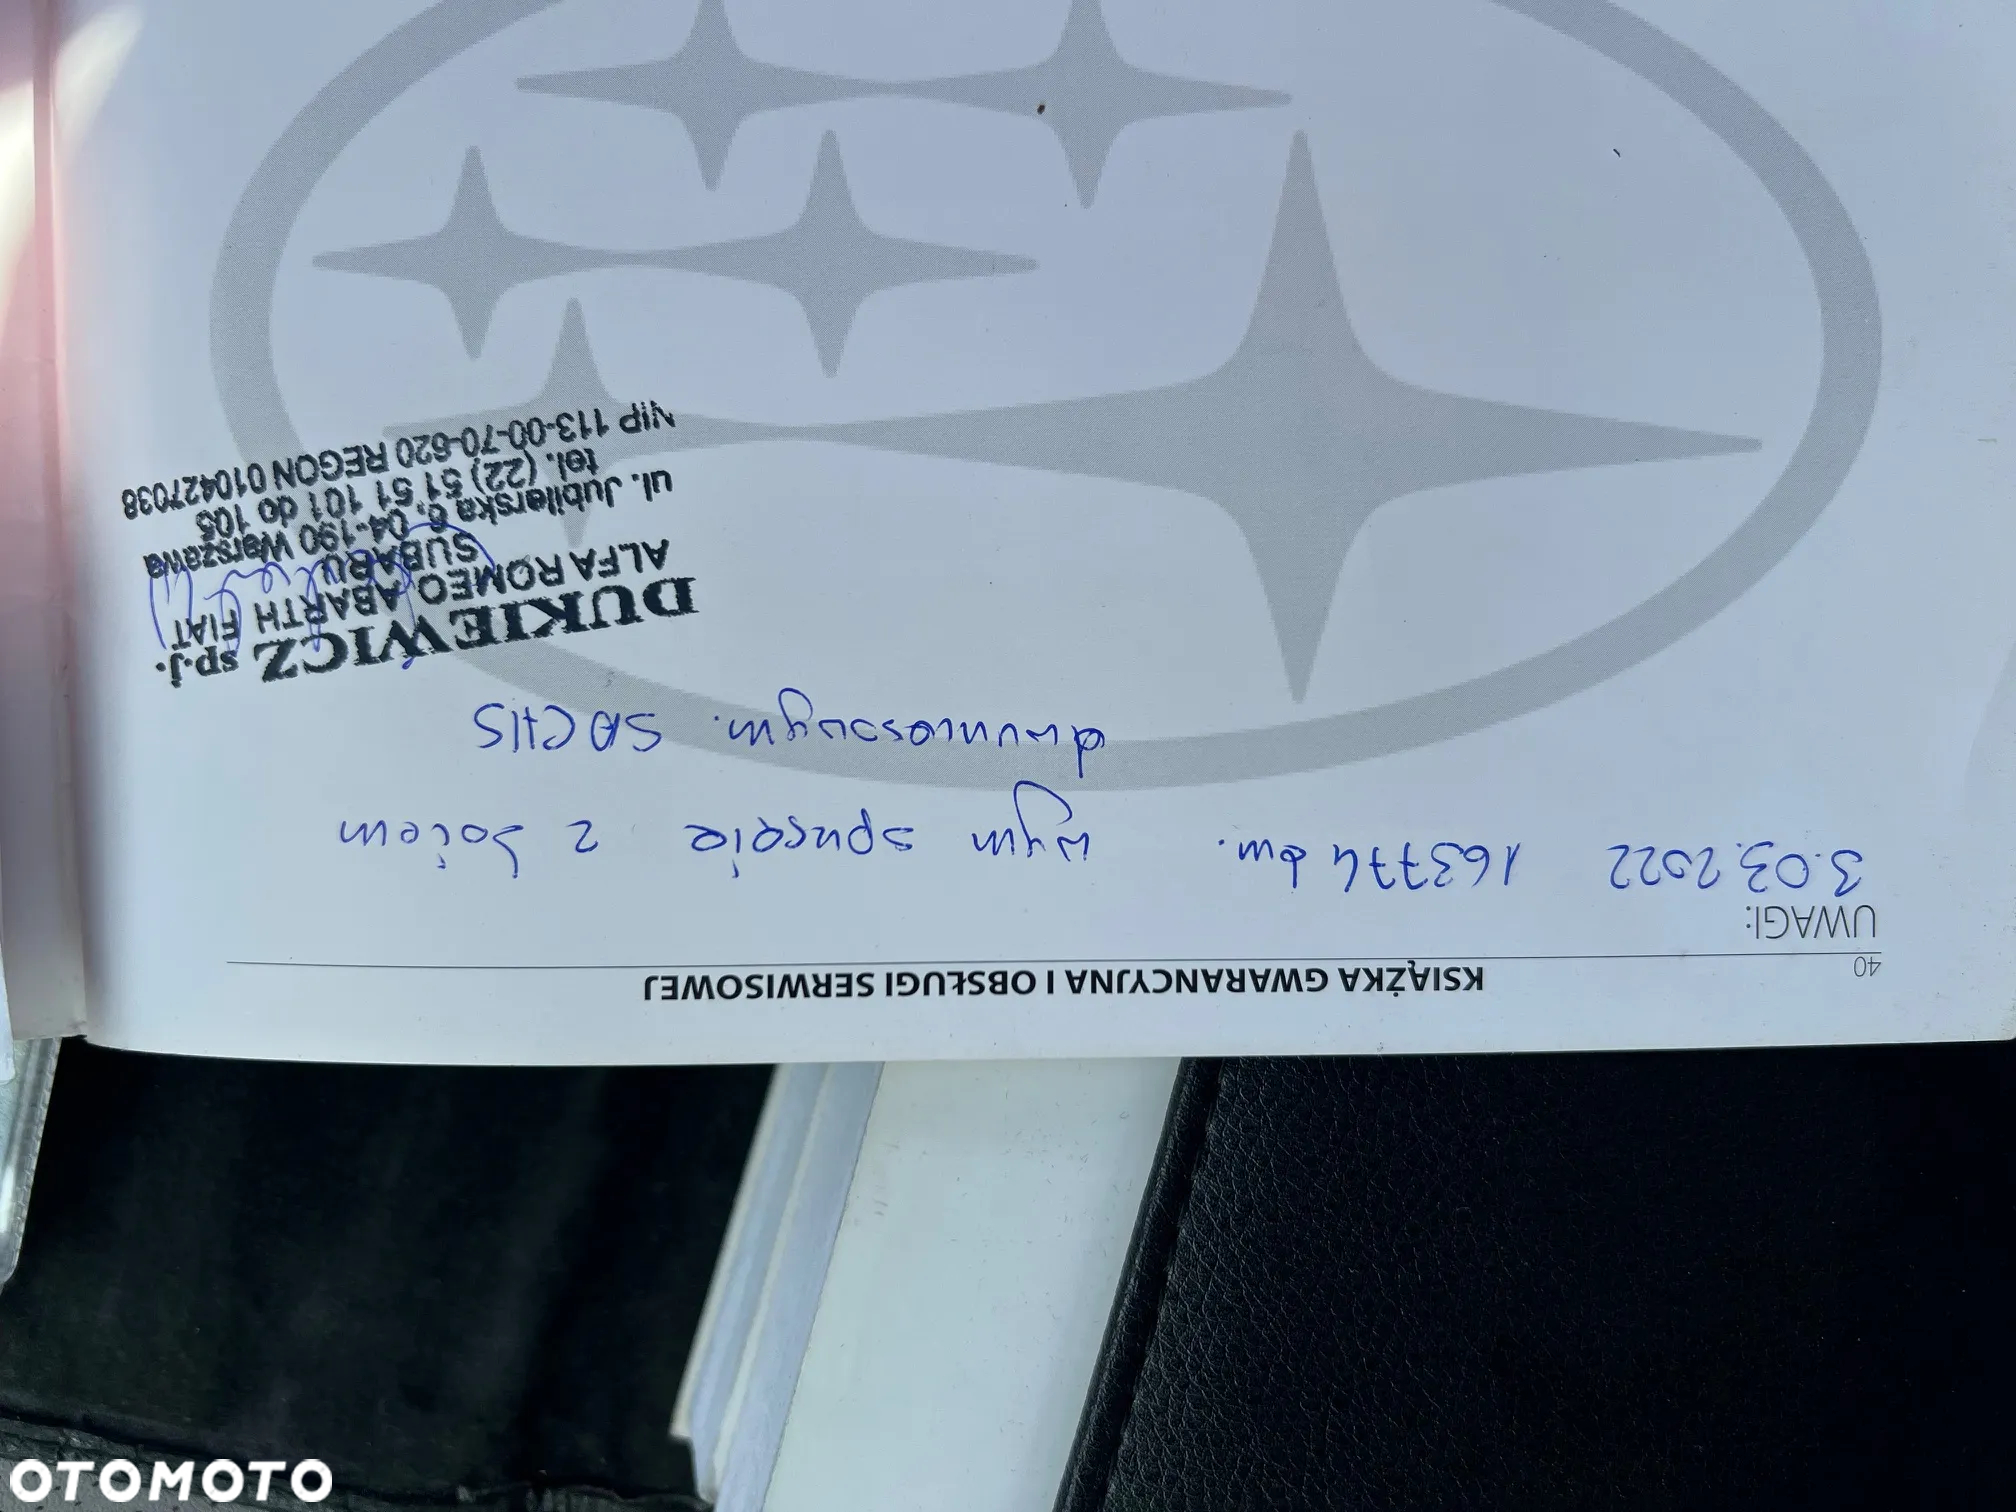 KSIĄŻKA GWARANCYJNA I OBSŁUGI SERWISOWEJ
40
UWAGI:
3.03.2022 163774 km. wym sprzęgła z kołem
dwumasowym. SACHS
DUKIEWICZ sp.j.
ALFA ROMEO ABARTH FIAT
SUBARU
ul. Jubilerska 6, 04-190 Warszawa
tel. (22) 51 51 101 do 105
NIP 113-00-70-620 REGON 010427038
OTOMOTO